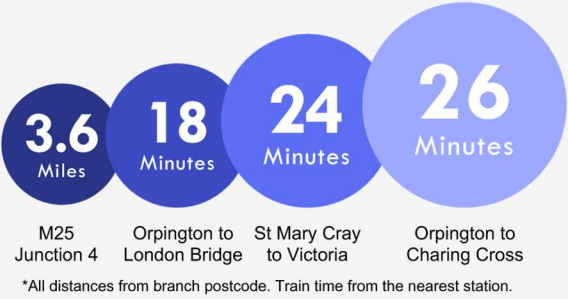 3.6
Miles
18
Minutes
24
Minutes
26
Minutes
M25
Junction 4
Orpington to
London Bridge
St Mary Cray
to Victoria
Orpington to
Charing Cross
*All distances from branch postcode. Train time from the nearest station.